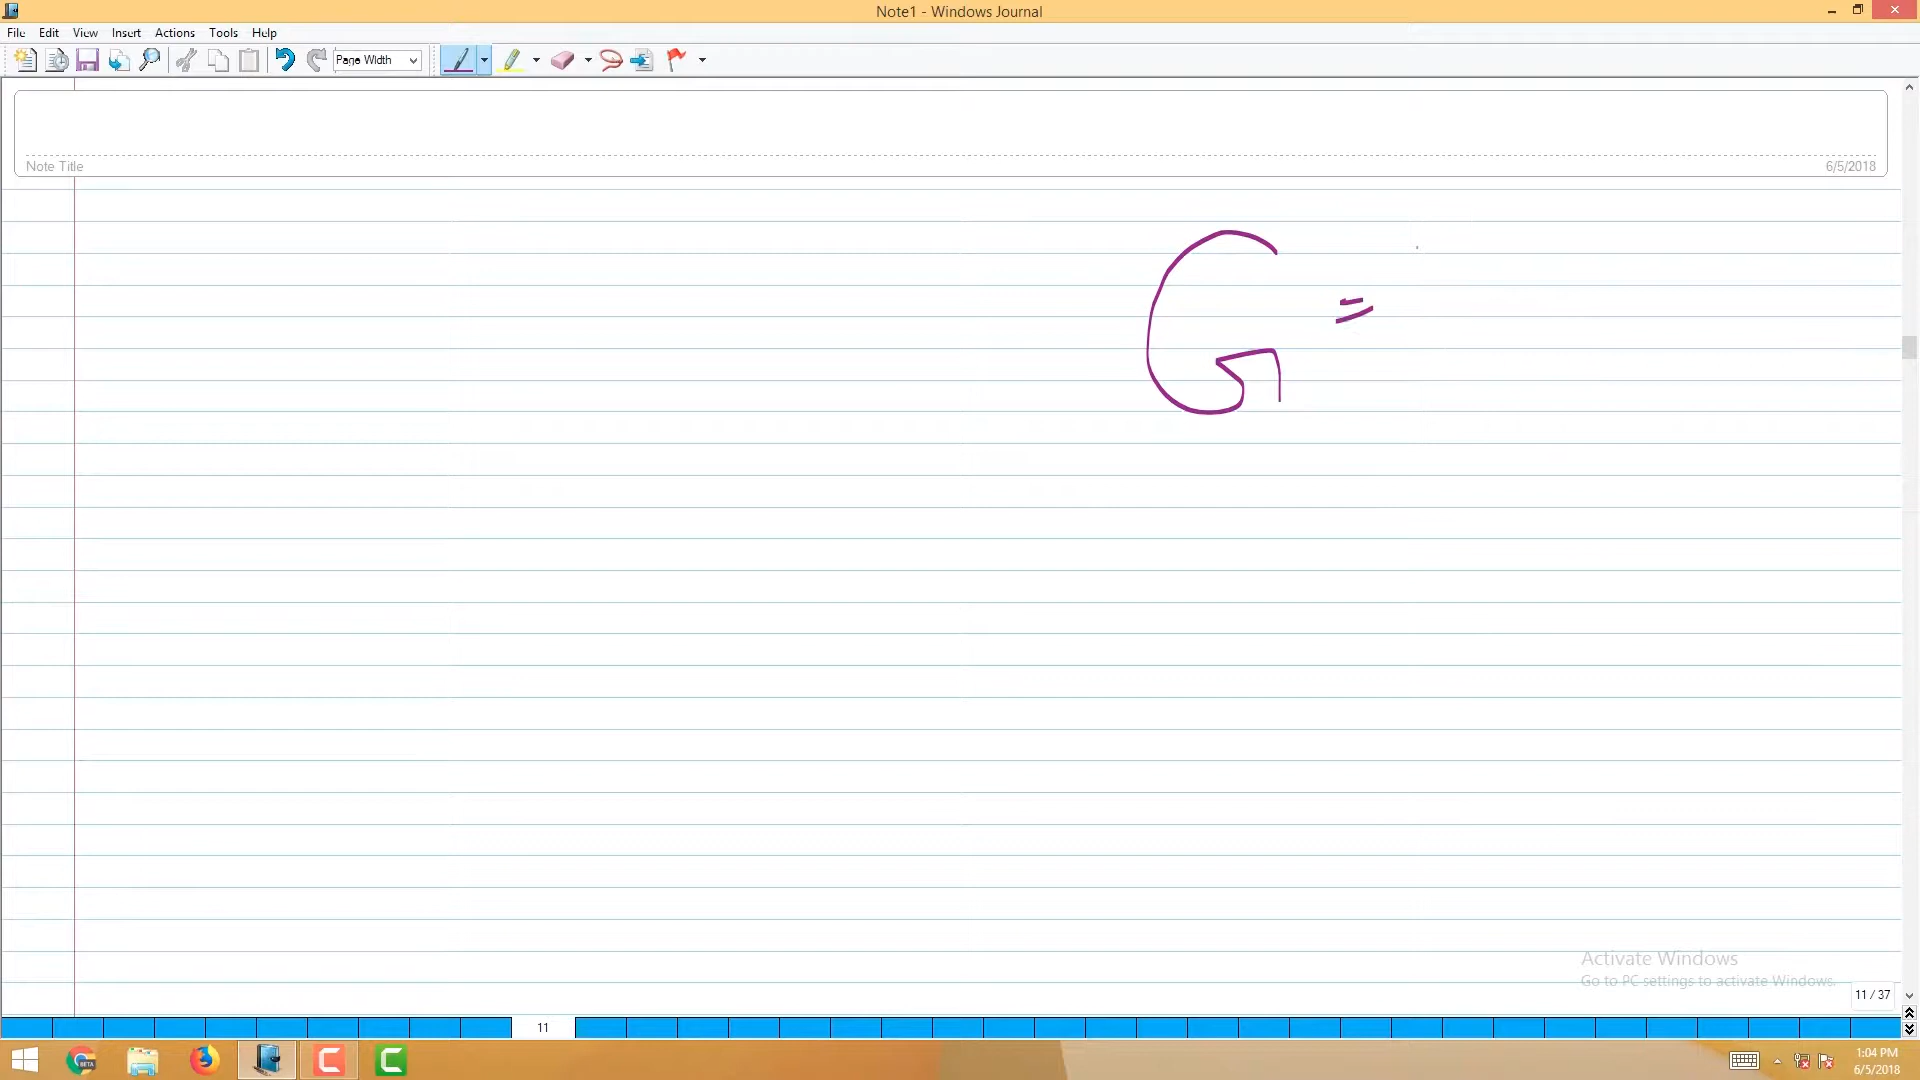 Note1 - Windows Journal
File Edit View Insert Actions Tools Help
Page Width
Note Title 6/5/2018
G =
Activate Windows
Go to PC settings to activate Windows.
11 / 37
11
BETA
1:04 PM
6/5/2018